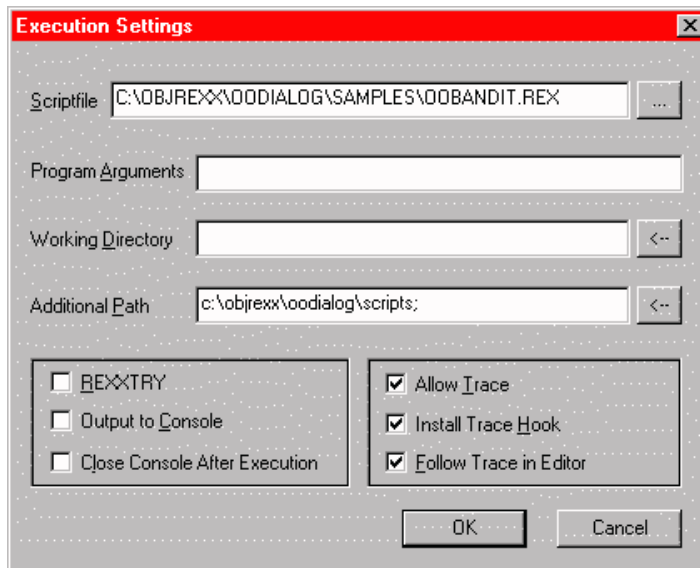 Execution Settings
Scriptfile C:\OBJREXX\OODIALOG\SAMPLES\OOBANDIT.REX ...
Program Arguments
Working Directory <--
Additional Path c:\objrexx\oodialog\scripts; <--
REXXTRY
Output to Console
Close Console After Execution
Allow Trace
Install Trace Hook
Follow Trace in Editor
OK Cancel